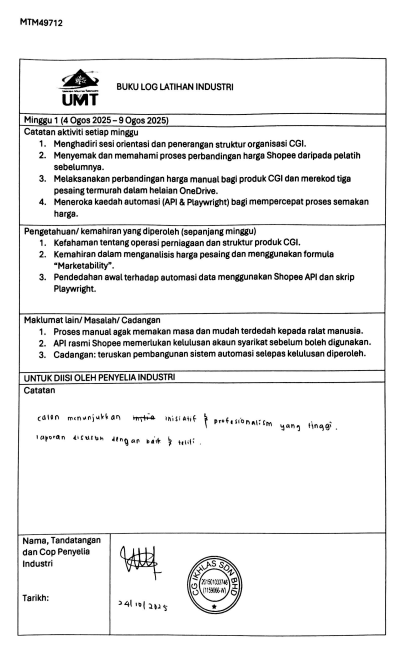 MTM49712
UMT
BUKU LOG LATIHAN INDUSTRI
Minggu 1 (4 Ogos 2025 – 9 Ogos 2025)
Catatan aktiviti setiap minggu
1. Menghadiri sesi orientasi dan penerangan struktur organisasi CGI.
2. Menyemak dan memahami proses perbandingan harga Shopee daripada pelatih
sebelumnya.
3. Melaksanakan perbandingan harga manual bagi produk CGI dan merekod tiga
pesaing termurah dalam helaian OneDrive.
4. Meneroka kaedah automasi (API & Playwright) bagi mempercepat proses semakan
harga.
Pengetahuan/ kemahiran yang diperoleh (sepanjang minggu)
1. Kefahaman tentang operasi perniagaan dan struktur produk CGI.
2. Kemahiran dalam menganalisis harga pesaing dan menggunakan formula
"Marketability".
3. Pendedahan awal terhadap automasi data menggunakan Shopee API dan skrip
Playwright.
Maklumat lain/ Masalah/ Cadangan
1. Proses manual agak memakan masa dan mudah terdedah kepada ralat manusia.
2. API rasmi Shopee memerlukan kelulusan akaun syarikat sebelum boleh digunakan.
3. Cadangan: teruskan pembangunan sistem automasi selepas kelulusan diperoleh.
UNTUK DIISI OLEH PENYELIA INDUSTRI
Catatan
calon menunjukkan inisiatif & profesionalism yang tinggi.
laporan disusun dengan baik & teliti.
Nama, Tandatangan
dan Cop Penyelia
Industri
CG IKHLAS SDN BHD
201501033746
(1159066-W)
Tarikh:
24/10/2025